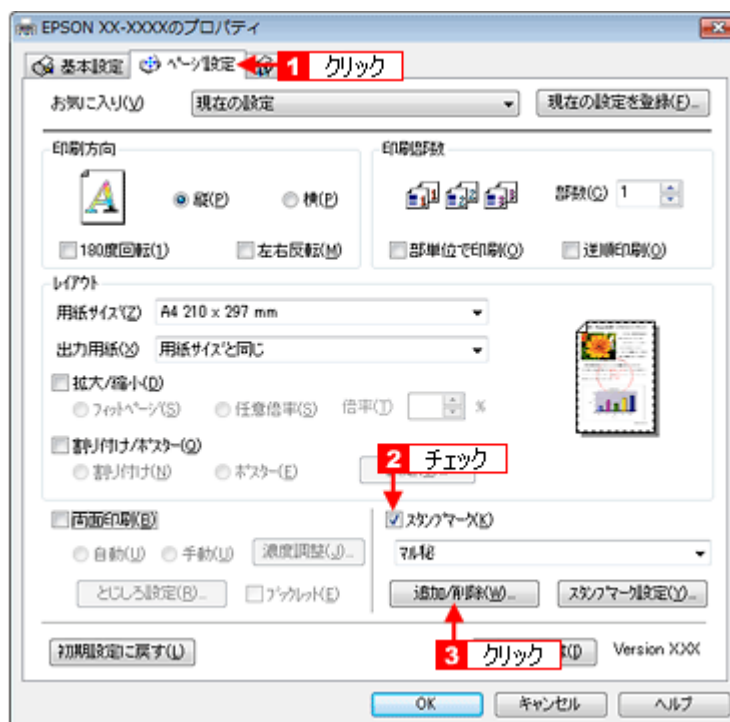 EPSON XX-XXXXのプロパティ
基本設定 ページ設定 1 クリック
お気に入り(V) 現在の設定 現在の設定を登録(F)...
印刷方向 印刷部数
縦(P) 横(P) 部数(C) 1
180度回転(1) 左右反転(M) 部単位で印刷(O) 逆順印刷(O)
レイアウト
用紙サイズ(Z) A4 210 x 297 mm
出力用紙(X) 用紙サイズと同じ
拡大/縮小(D)
フィットページ(S) 任意倍率(S) 倍率(T) %
割り付け/ポスター(Q)
2 チェック
割り付け(N) ポスター(E)
両面印刷(B) スタンプマーク(K)
自動(U) 手動(U) 濃度調整(J)... マル秘
とじしろ設定(R)... ブックレット(E) 追加/削除(W)... スタンプマーク設定(Y)...
初期設定に戻す(L) 3 クリック Version X.XX
OK キャンセル ヘルプ